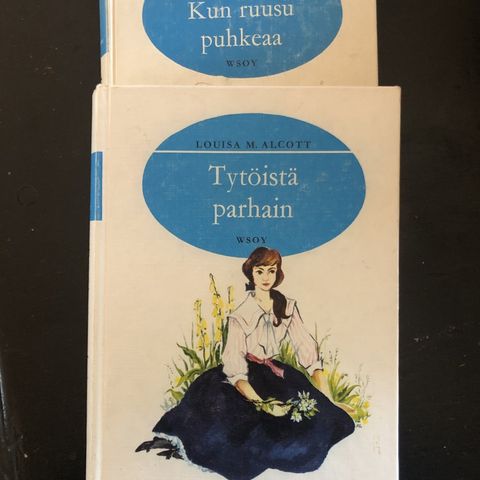 Kun ruusu
puhkeaa
WSOY
LOUISA M. ALCOTT
Tytöistä
parhain
WSOY